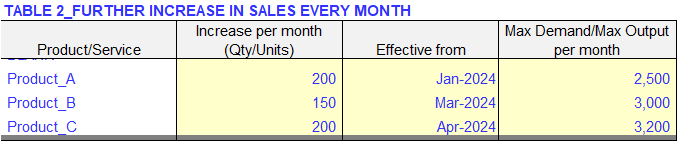 TABLE 2_FURTHER INCREASE IN SALES EVERY MONTH
Product/Service Increase per month (Qty/Units) Effective from Max Demand/Max Output per month
Product_A 200 Jan-2024 2,500
Product_B 150 Mar-2024 3,000
Product_C 200 Apr-2024 3,200